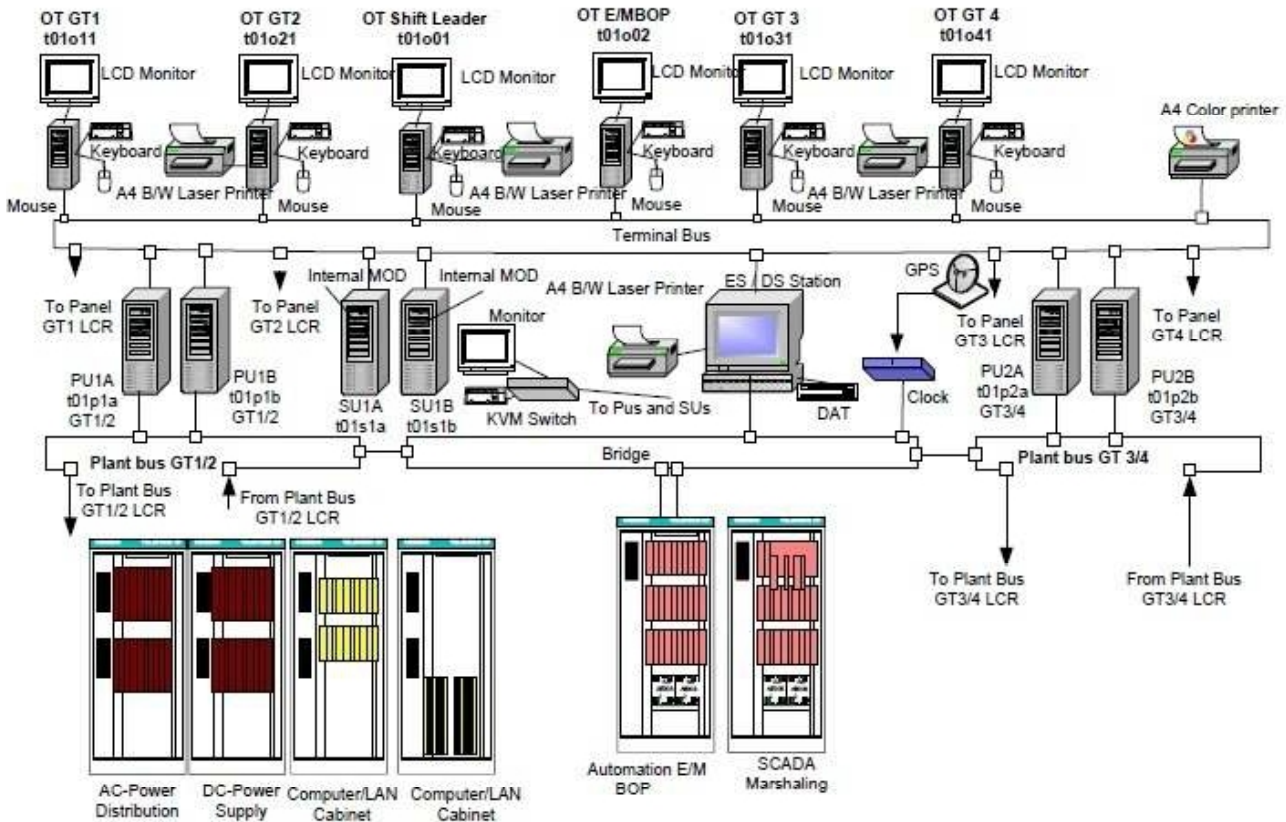 OT GT1
t01o11
OT GT2
t01o21
OT Shift Leader
t01o01
OT E/MBOP
t01o02
OT GT 3
t01o31
OT GT 4
t01o41
LCD Monitor
LCD Monitor
LCD Monitor
LCD Monitor
LCD Monitor
LCD Monitor
A4 Color printer
Keyboard
Keyboard
Keyboard
Keyboard
Keyboard
Keyboard
A4 B/W Laser Printer
A4 B/W Laser Printer
A4 B/W Laser Printer
Mouse
Mouse
Mouse
Mouse
Mouse
Mouse
Terminal Bus
Internal MOD
Internal MOD
A4 B/W Laser Printer
ES / DS Station
GPS
To Panel
GT1 LCR
To Panel
GT2 LCR
Monitor
To Panel
GT3 LCR
To Panel
GT4 LCR
PU1A
t01p1a
GT1/2
PU1B
t01p1b
GT1/2
SU1A
t01s1a
SU1B
t01s1b
KVM Switch
To Pus and SUs
DAT
Clock
PU2A
t01p2a
GT3/4
PU2B
t01p2b
GT3/4
Plant bus GT1/2
Bridge
Plant bus GT 3/4
To Plant Bus
GT1/2 LCR
From Plant Bus
GT1/2 LCR
To Plant Bus
GT3/4 LCR
From Plant Bus
GT3/4 LCR
AC-Power
Distribution
DC-Power
Supply
Computer/LAN
Cabinet
Computer/LAN
Cabinet
Automation E/M
BOP
SCADA
Marshaling